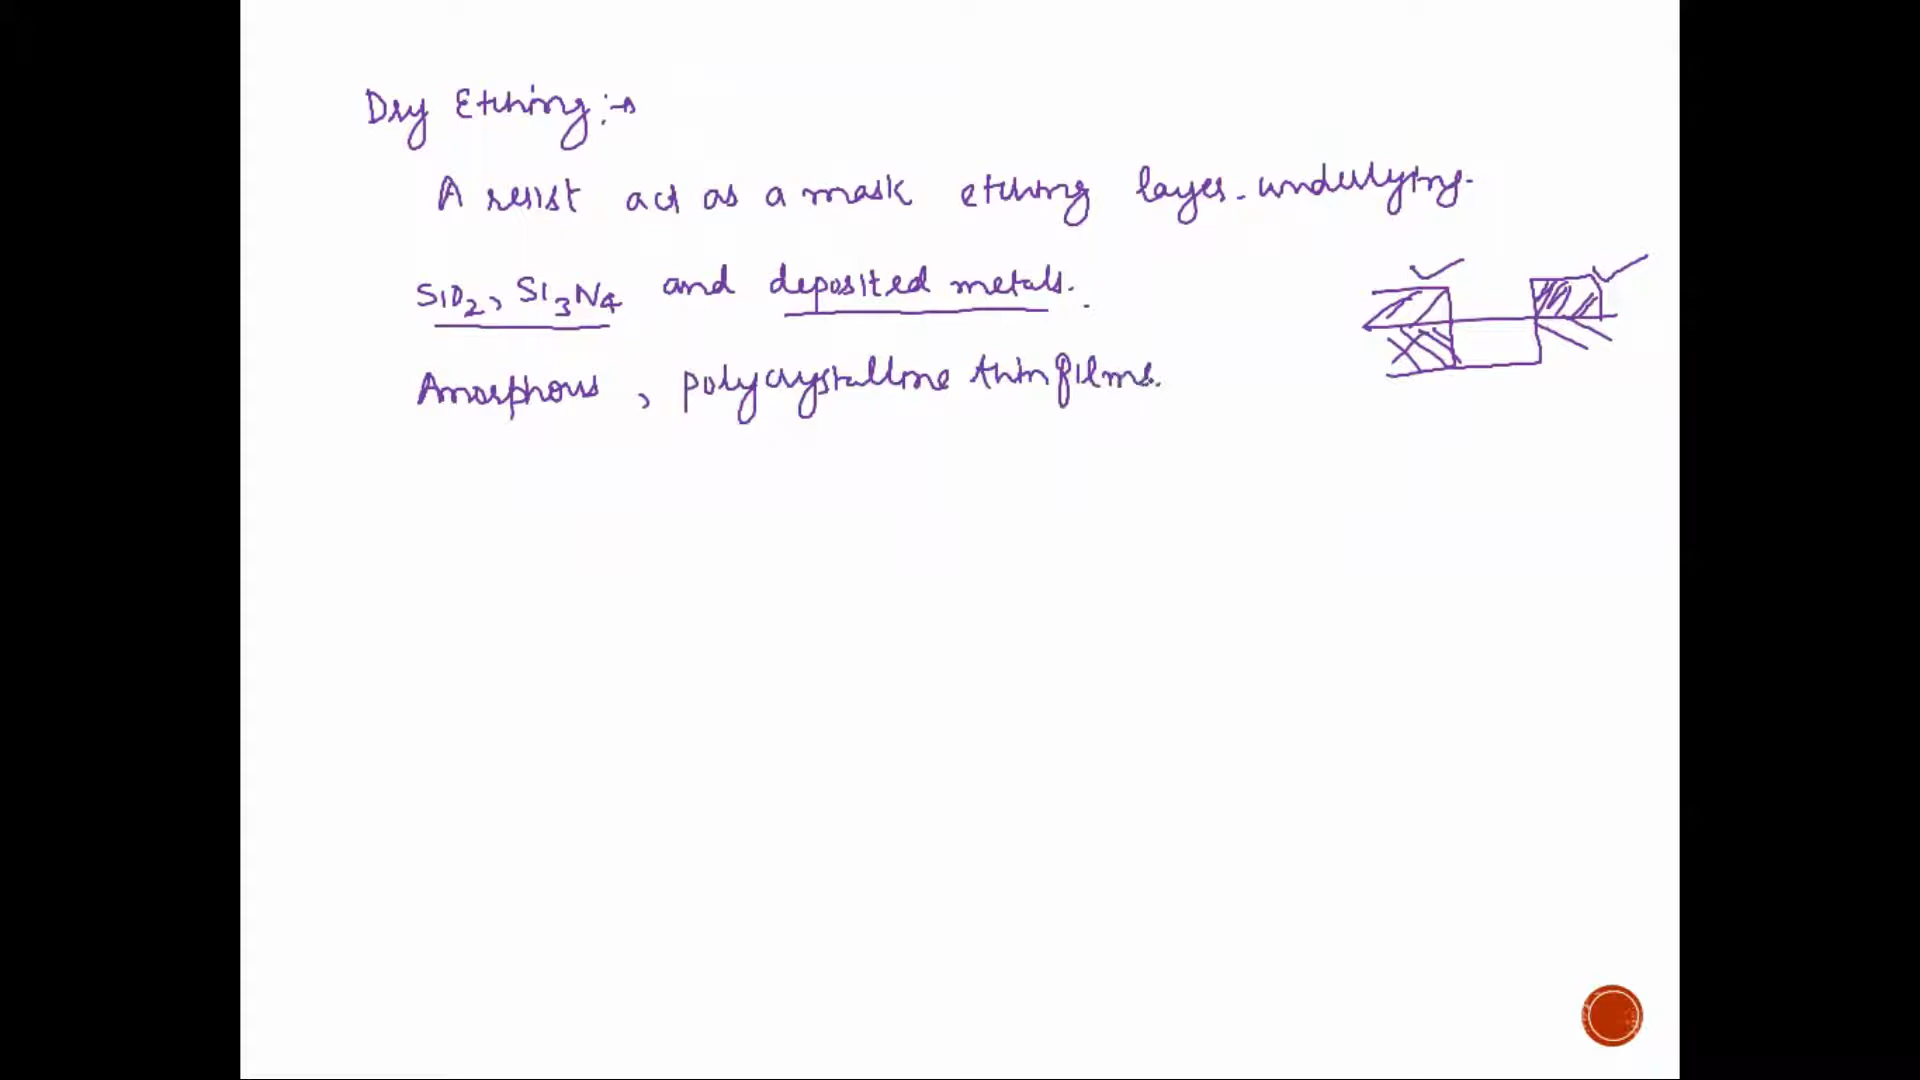 Dry Etching :→
A resist act as a mask etching layer. underlying.
SiO2, Si3N4 and deposited metals.
Amorphous, polycrystalline thin films.